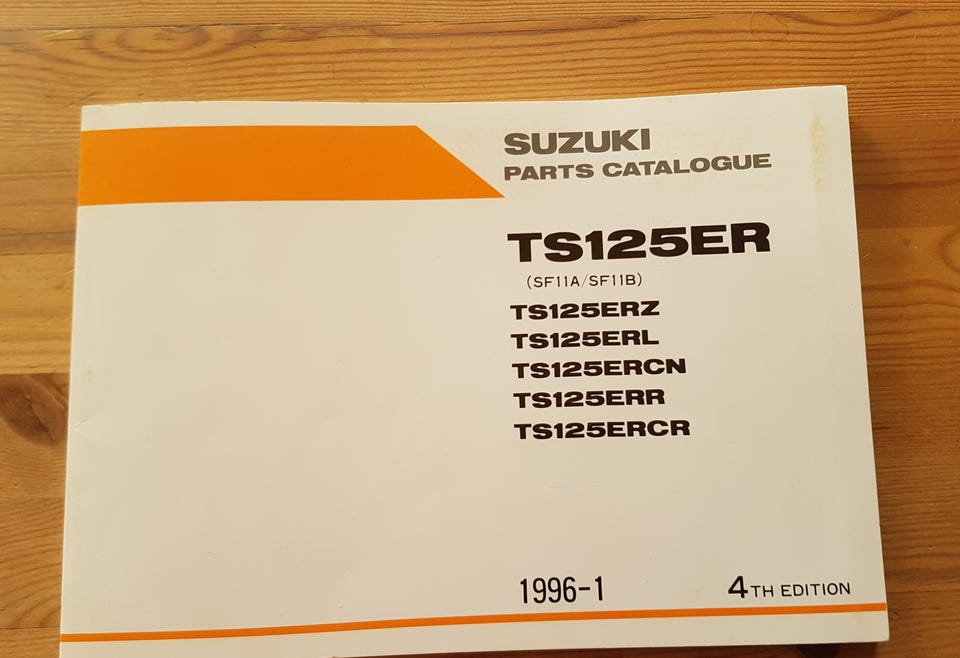 SUZUKI
PARTS CATALOGUE
TS125ER
(SF11A/SF11B)
TS125ERZ
TS125ERL
TS125ERCN
TS125ERR
TS125ERCR
1996-1 4TH EDITION